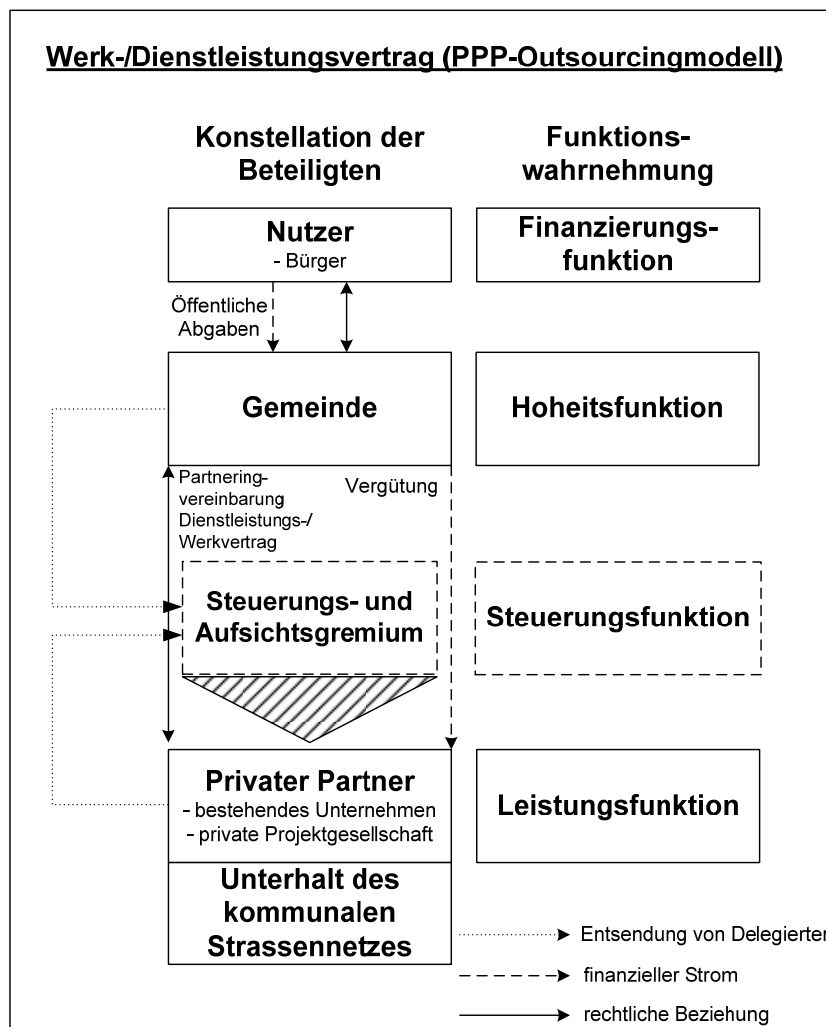 Werk-/Dienstleistungsvertrag (PPP-Outsourcingmodell)
Konstellation der
Beteiligten
Funktions-
wahrnehmung
Nutzer
- Bürger
Finanzierungs-
funktion
Öffentliche
Abgaben
Gemeinde
Hoheitsfunktion
Partnering-
vereinbarung
Dienstleistungs-/
Werkvertrag
Vergütung
Steuerungs- und
Aufsichtsgremium
Steuerungsfunktion
Privater Partner
- bestehendes Unternehmen
- private Projektgesellschaft
Leistungsfunktion
Unterhalt des
kommunalen
Strassennetzes
Entsendung von Delegierten
finanzieller Strom
rechtliche Beziehung